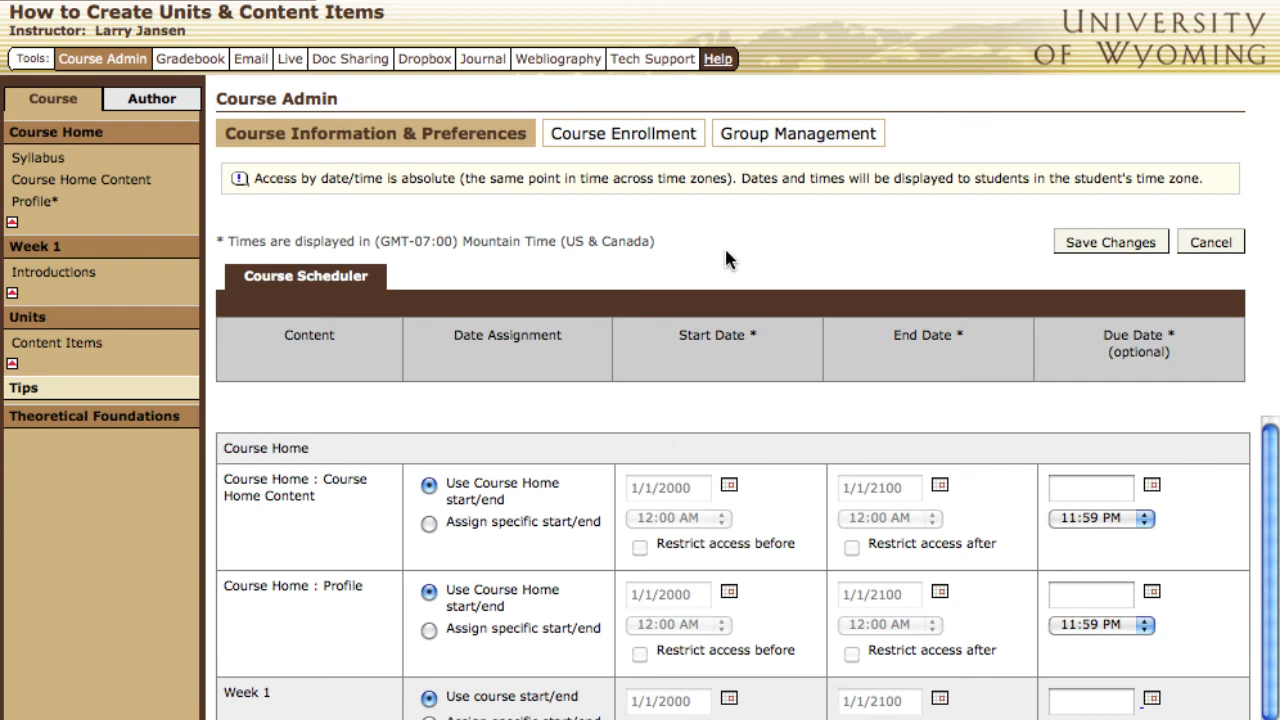 How to Create Units & Content Items
Instructor: Larry Jansen
UNIVERSITY
OF WYOMING
Tools: Course Admin Gradebook Email Live Doc Sharing Dropbox Journal Webliography Tech Support Help
Course Author
Course Home
Syllabus
Course Home Content
Profile*
Week 1
Introductions
Units
Content Items
Tips
Theoretical Foundations
Course Admin
Course Information & Preferences Course Enrollment Group Management
Access by date/time is absolute (the same point in time across time zones). Dates and times will be displayed to students in the student's time zone.
* Times are displayed in (GMT-07:00) Mountain Time (US & Canada)
Save Changes Cancel
Course Scheduler
Content Date Assignment Start Date * End Date * Due Date *
(optional)
Course Home
Course Home : Course
Home Content
Use Course Home
start/end
Assign specific start/end
1/1/2000
12:00 AM
Restrict access before
1/1/2100
12:00 AM
Restrict access after
11:59 PM
Course Home : Profile
Use Course Home
start/end
Assign specific start/end
1/1/2000
12:00 AM
Restrict access before
1/1/2100
12:00 AM
Restrict access after
11:59 PM
Week 1
Use course start/end
Assign specific start/end
1/1/2000
1/1/2100